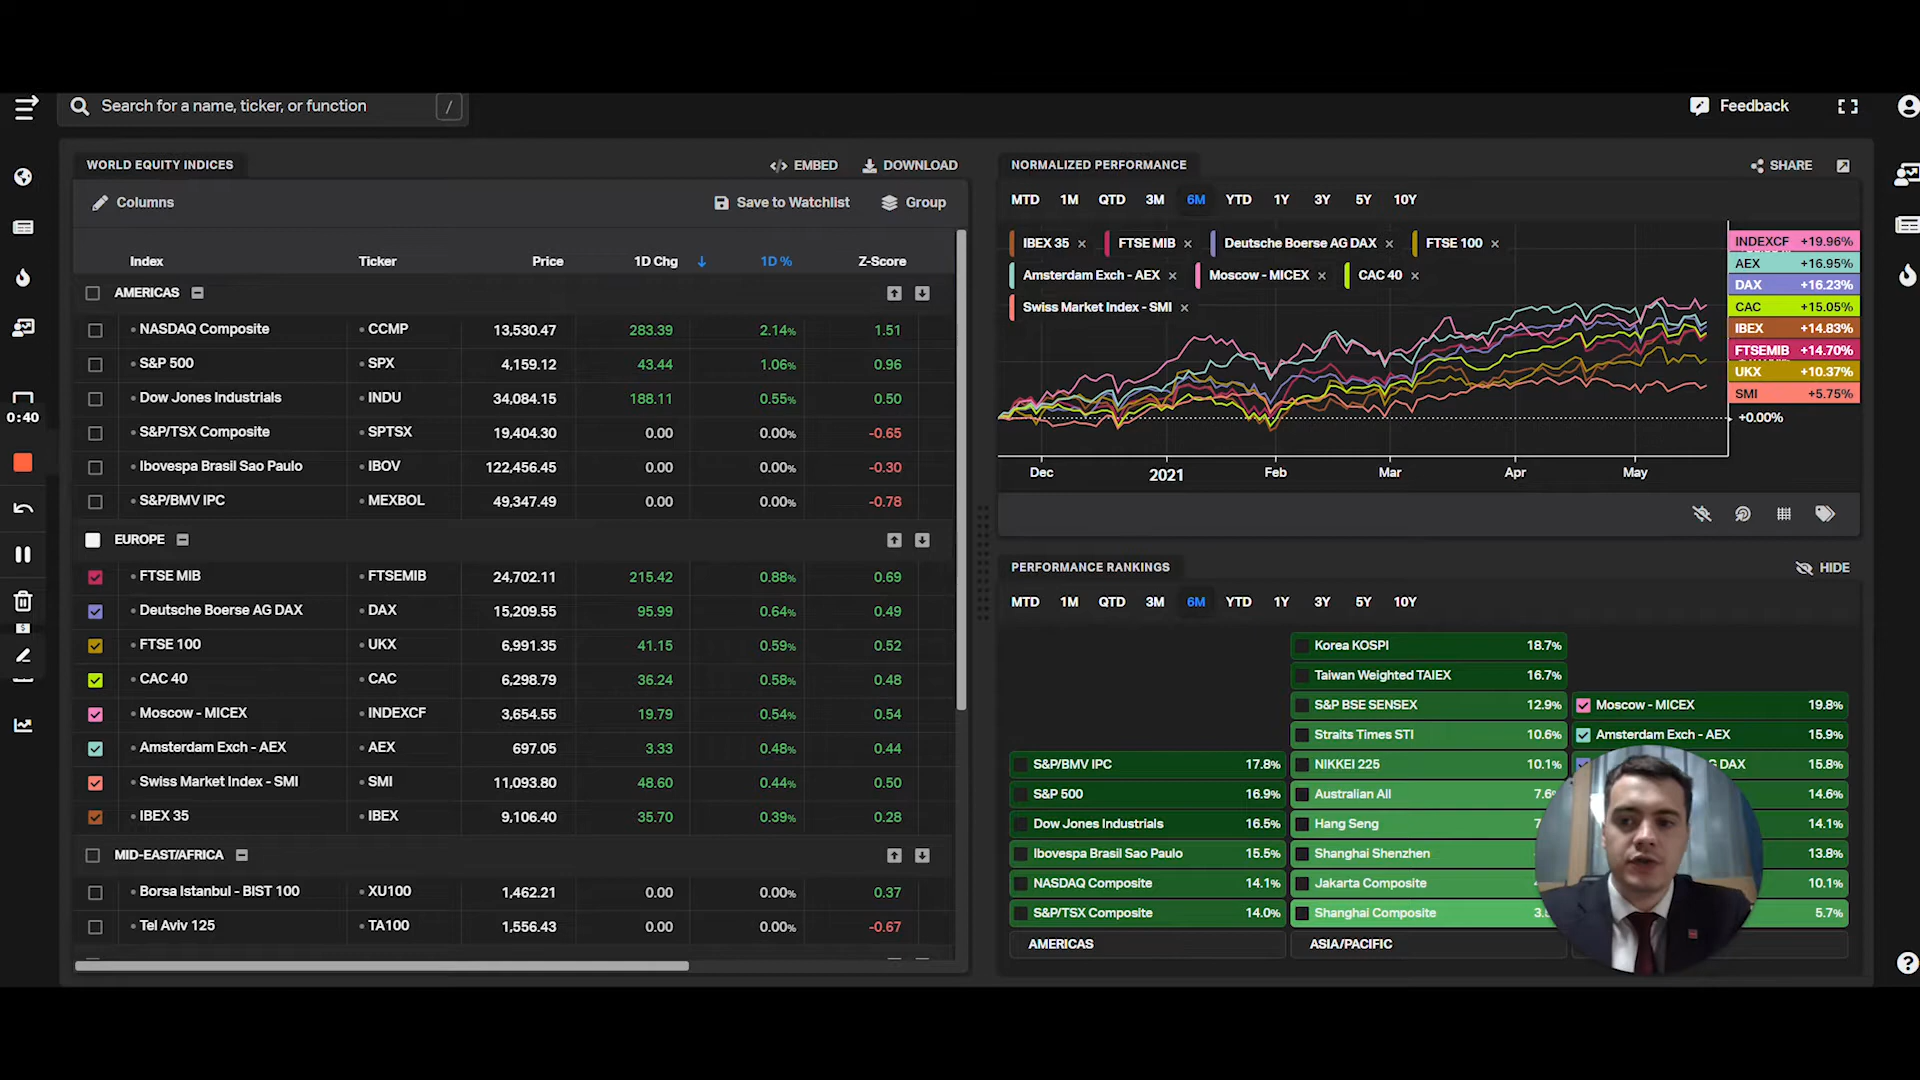 Search for a name, ticker, or function /
Feedback
0:40
WORLD EQUITY INDICES EMBED DOWNLOAD
Columns Save to Watchlist Group
Index Ticker Price 1D Chg 1D % Z-Score
AMERICAS
NASDAQ Composite CCMP 13,530.47 283.39 2.14% 1.51
S&P 500 SPX 4,159.12 43.44 1.06% 0.96
Dow Jones Industrials INDU 34,084.15 188.11 0.55% 0.50
S&P/TSX Composite SPTSX 19,404.30 0.00 0.00% -0.65
Ibovespa Brasil Sao Paulo IBOV 122,456.45 0.00 0.00% -0.30
S&P/BMV IPC MEXBOL 49,347.49 0.00 0.00% -0.78
EUROPE
FTSE MIB FTSEMIB 24,702.11 215.42 0.88% 0.69
Deutsche Boerse AG DAX DAX 15,209.55 95.99 0.64% 0.49
FTSE 100 UKX 6,991.35 41.15 0.59% 0.52
CAC 40 CAC 6,298.79 36.24 0.58% 0.48
Moscow - MICEX INDEXCF 3,654.55 19.79 0.54% 0.54
Amsterdam Exch - AEX AEX 697.05 3.33 0.48% 0.44
Swiss Market Index - SMI SMI 11,093.80 48.60 0.44% 0.50
IBEX 35 IBEX 9,106.40 35.70 0.39% 0.28
MID-EAST/AFRICA
Borsa Istanbul - BIST 100 XU100 1,462.21 0.00 0.00% 0.37
Tel Aviv 125 TA100 1,556.43 0.00 0.00% -0.67
NORMALIZED PERFORMANCE SHARE
MTD 1M QTD 3M 6M YTD 1Y 3Y 5Y 10Y
IBEX 35 × FTSE MIB × Deutsche Boerse AG DAX × FTSE 100 ×
Amsterdam Exch - AEX × Moscow - MICEX × CAC 40 ×
Swiss Market Index - SMI ×
INDEXCF +19.96%
AEX +16.95%
DAX +16.23%
CAC +15.05%
IBEX +14.83%
FTSEMIB +14.70%
UKX +10.37%
SMI +5.75%
+0.00%
Dec 2021 Feb Mar Apr May
PERFORMANCE RANKINGS HIDE
MTD 1M QTD 3M 6M YTD 1Y 3Y 5Y 10Y
S&P/BMV IPC 17.8%
S&P 500 16.9%
Dow Jones Industrials 16.5%
Ibovespa Brasil Sao Paulo 15.5%
NASDAQ Composite 14.1%
S&P/TSX Composite 14.0%
AMERICAS
Korea KOSPI 18.7%
Taiwan Weighted TAIEX 16.7%
S&P BSE SENSEX 12.9%
Straits Times STI 10.6%
NIKKEI 225 10.1%
Australian All
Hang Seng
Shanghai Shenzhen
Jakarta Composite
Shanghai Composite
ASIA/PACIFIC
Moscow - MICEX 19.8%
Amsterdam Exch - AEX 15.9%
DAX 15.8%
14.6%
14.1%
13.8%
10.1%
5.7%
?